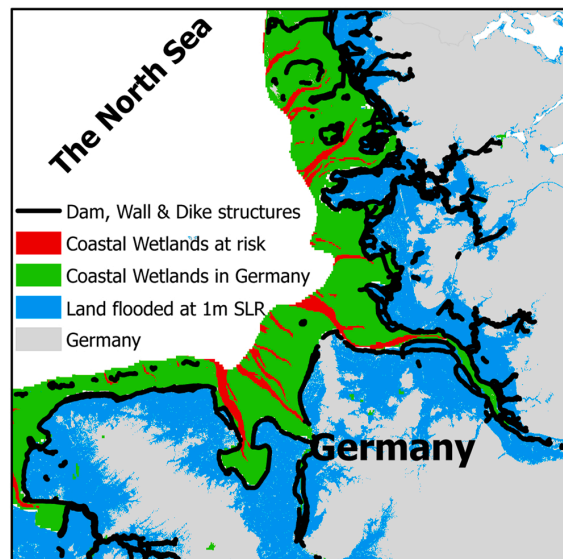 The North Sea
Dam, Wall & Dike structures
Coastal Wetlands at risk
Coastal Wetlands in Germany
Land flooded at 1m SLR
Germany
Germany